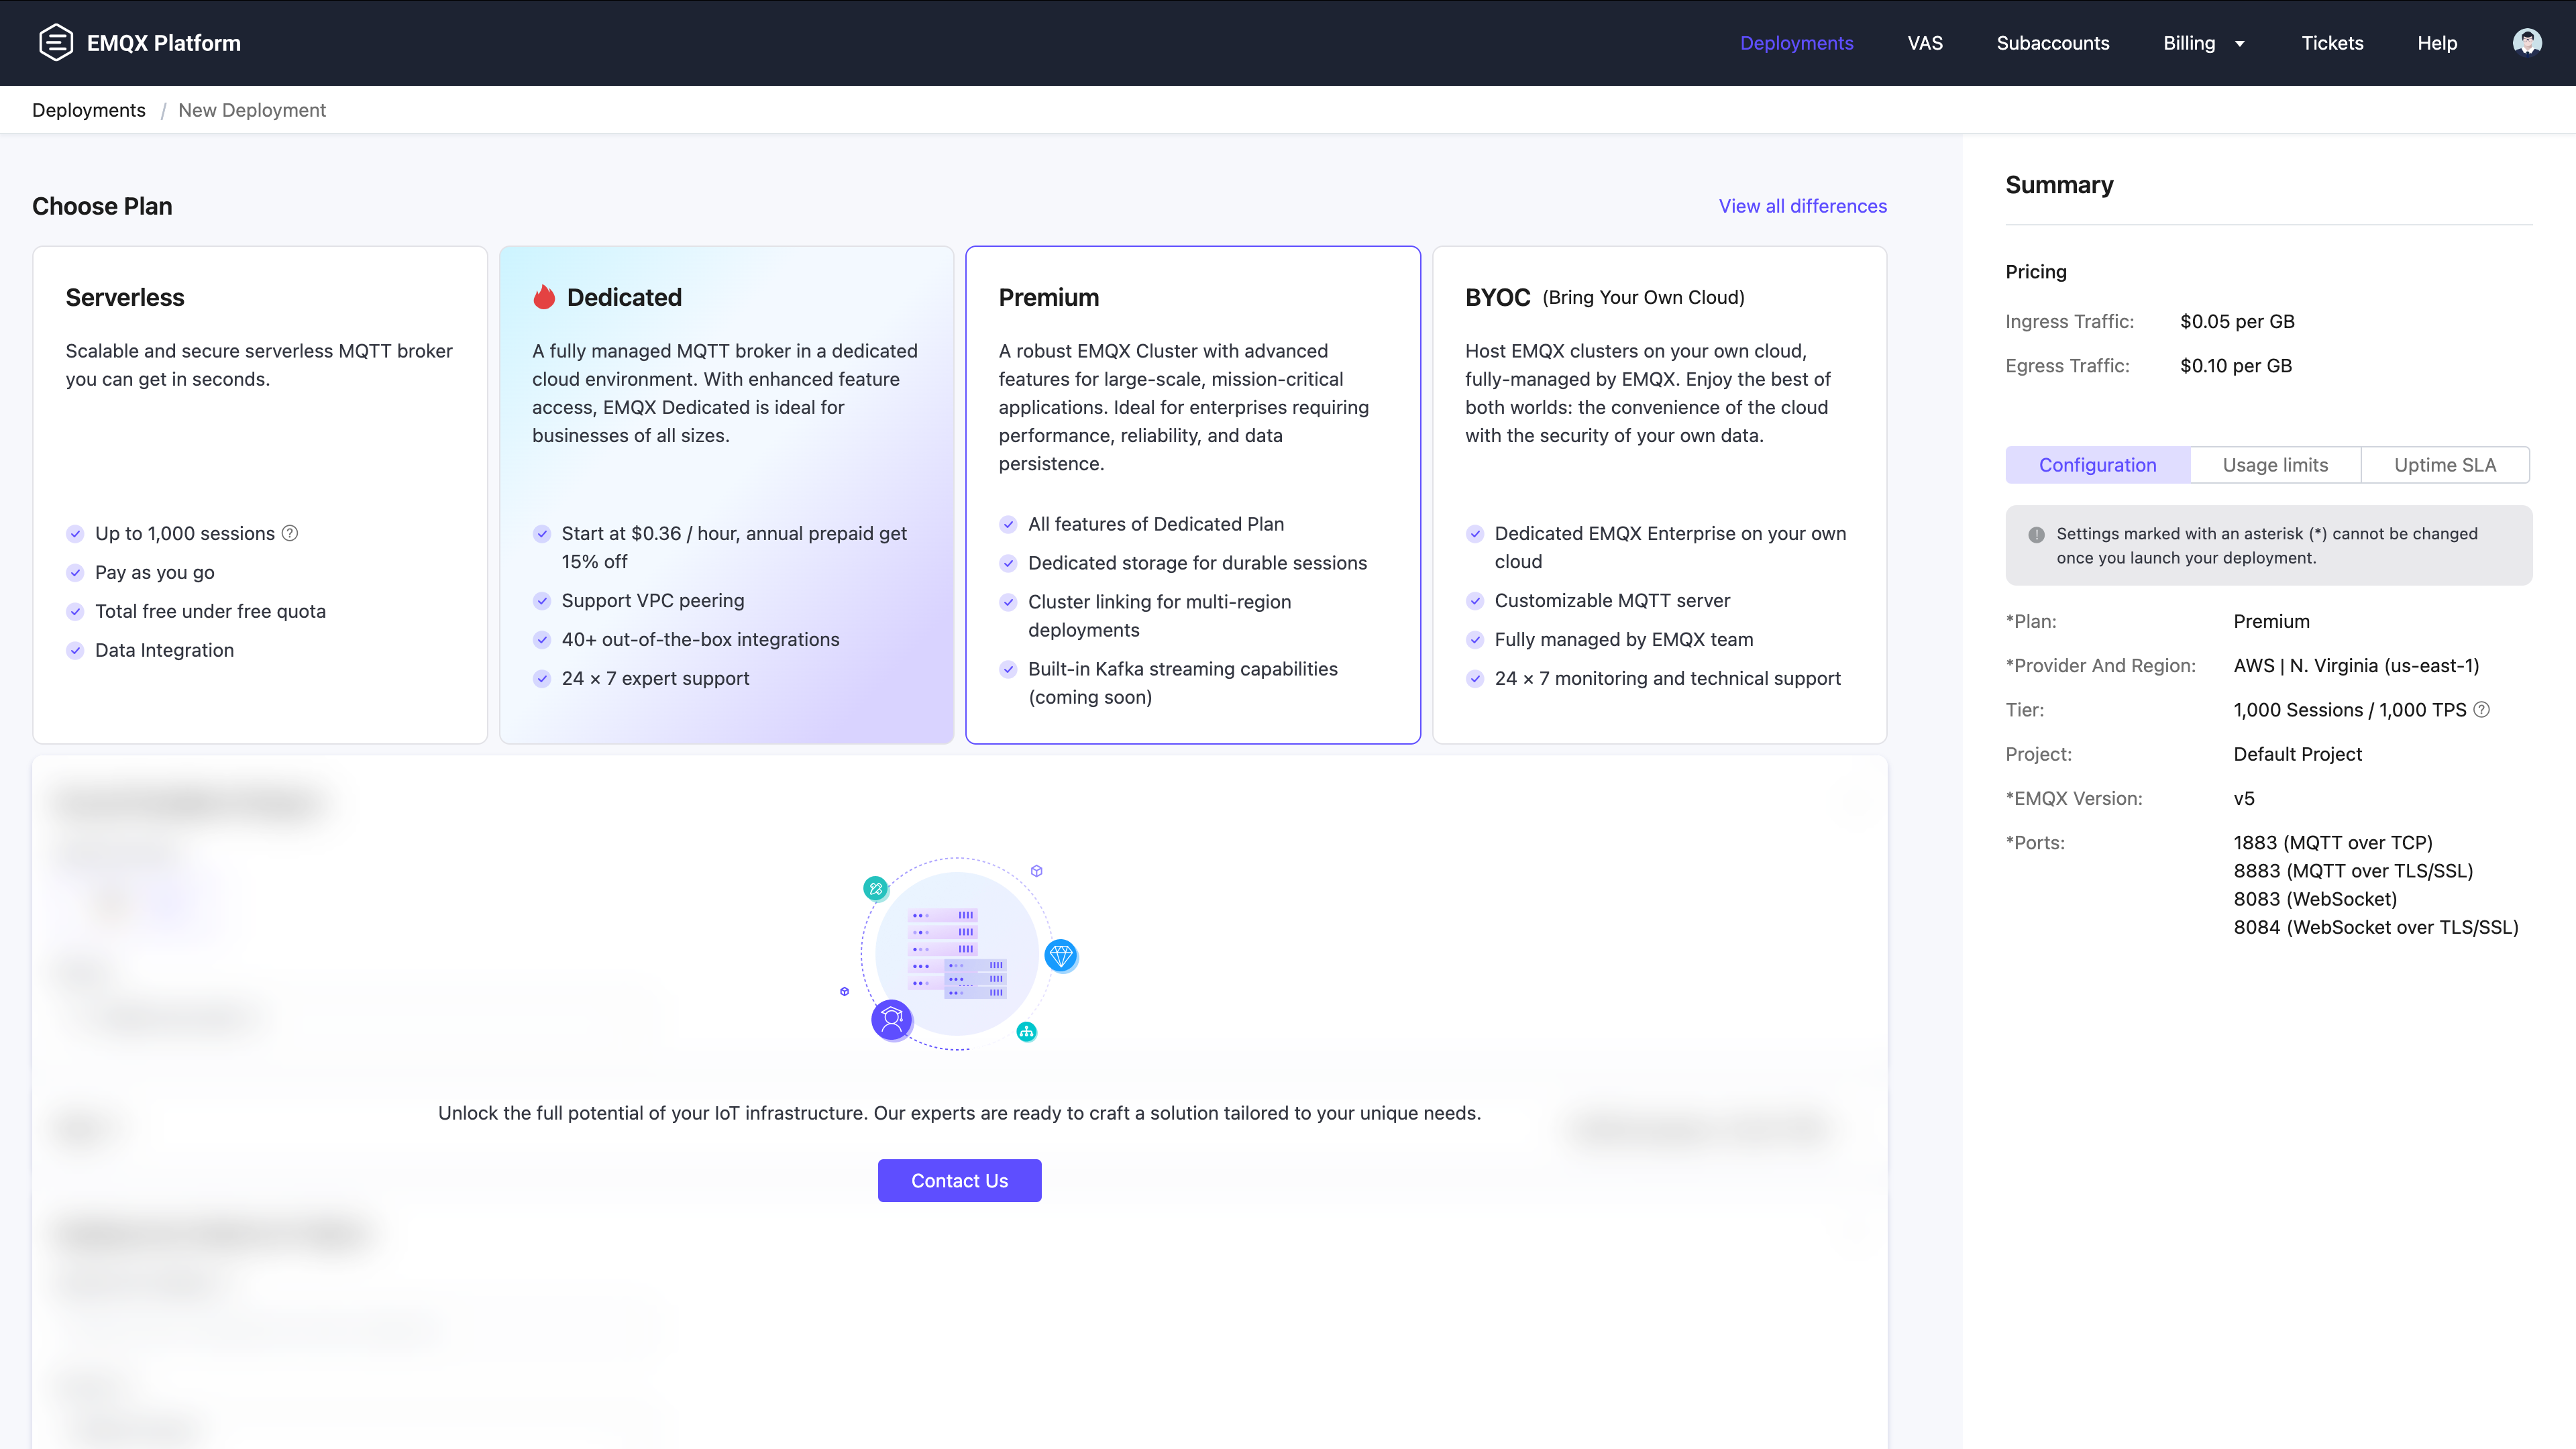 EMQX Platform
Deployments
VAS
Subaccounts
Billing
Tickets
Help
Deployments / New Deployment
Choose Plan
View all differences
Serverless
Scalable and secure serverless MQTT broker
you can get in seconds.
Up to 1,000 sessions
Pay as you go
Total free under free quota
Data Integration
Dedicated
A fully managed MQTT broker in a dedicated
cloud environment. With enhanced feature
access, EMQX Dedicated is ideal for
businesses of all sizes.
Start at $0.36 / hour, annual prepaid get
15% off
Support VPC peering
40+ out-of-the-box integrations
24 × 7 expert support
Premium
A robust EMQX Cluster with advanced
features for large-scale, mission-critical
applications. Ideal for enterprises requiring
performance, reliability, and data
persistence.
All features of Dedicated Plan
Dedicated storage for durable sessions
Cluster linking for multi-region
deployments
Built-in Kafka streaming capabilities
(coming soon)
BYOC (Bring Your Own Cloud)
Host EMQX clusters on your own cloud,
fully-managed by EMQX. Enjoy the best of
both worlds: the convenience of the cloud
with the security of your own data.
Dedicated EMQX Enterprise on your own
cloud
Customizable MQTT server
Fully managed by EMQX team
24 × 7 monitoring and technical support
Unlock the full potential of your IoT infrastructure. Our experts are ready to craft a solution tailored to your unique needs.
Contact Us
Summary
Pricing
Ingress Traffic: $0.05 per GB
Egress Traffic: $0.10 per GB
Configuration
Usage limits
Uptime SLA
Settings marked with an asterisk (*) cannot be changed
once you launch your deployment.
*Plan: Premium
*Provider And Region: AWS | N. Virginia (us-east-1)
Tier: 1,000 Sessions / 1,000 TPS
Project: Default Project
*EMQX Version: v5
*Ports: 1883 (MQTT over TCP)
8883 (MQTT over TLS/SSL)
8083 (WebSocket)
8084 (WebSocket over TLS/SSL)